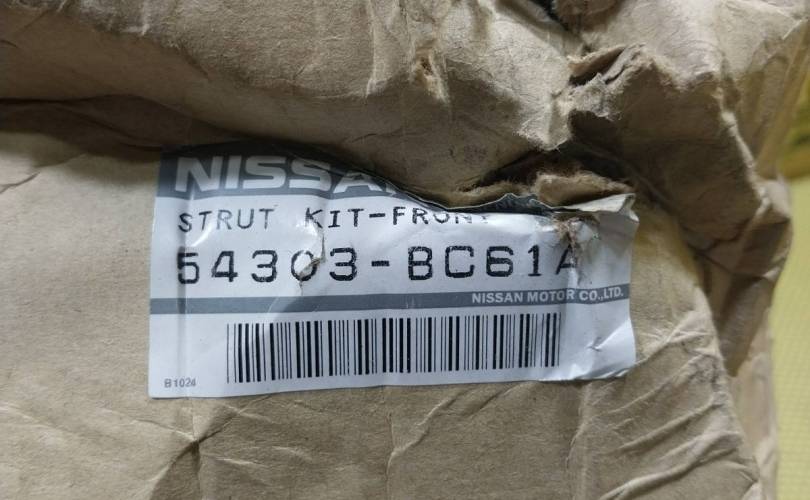 NISSAN
STRUT KIT-FRONT
54303-BC61A
NISSAN MOTOR CO.,LTD.
B1024